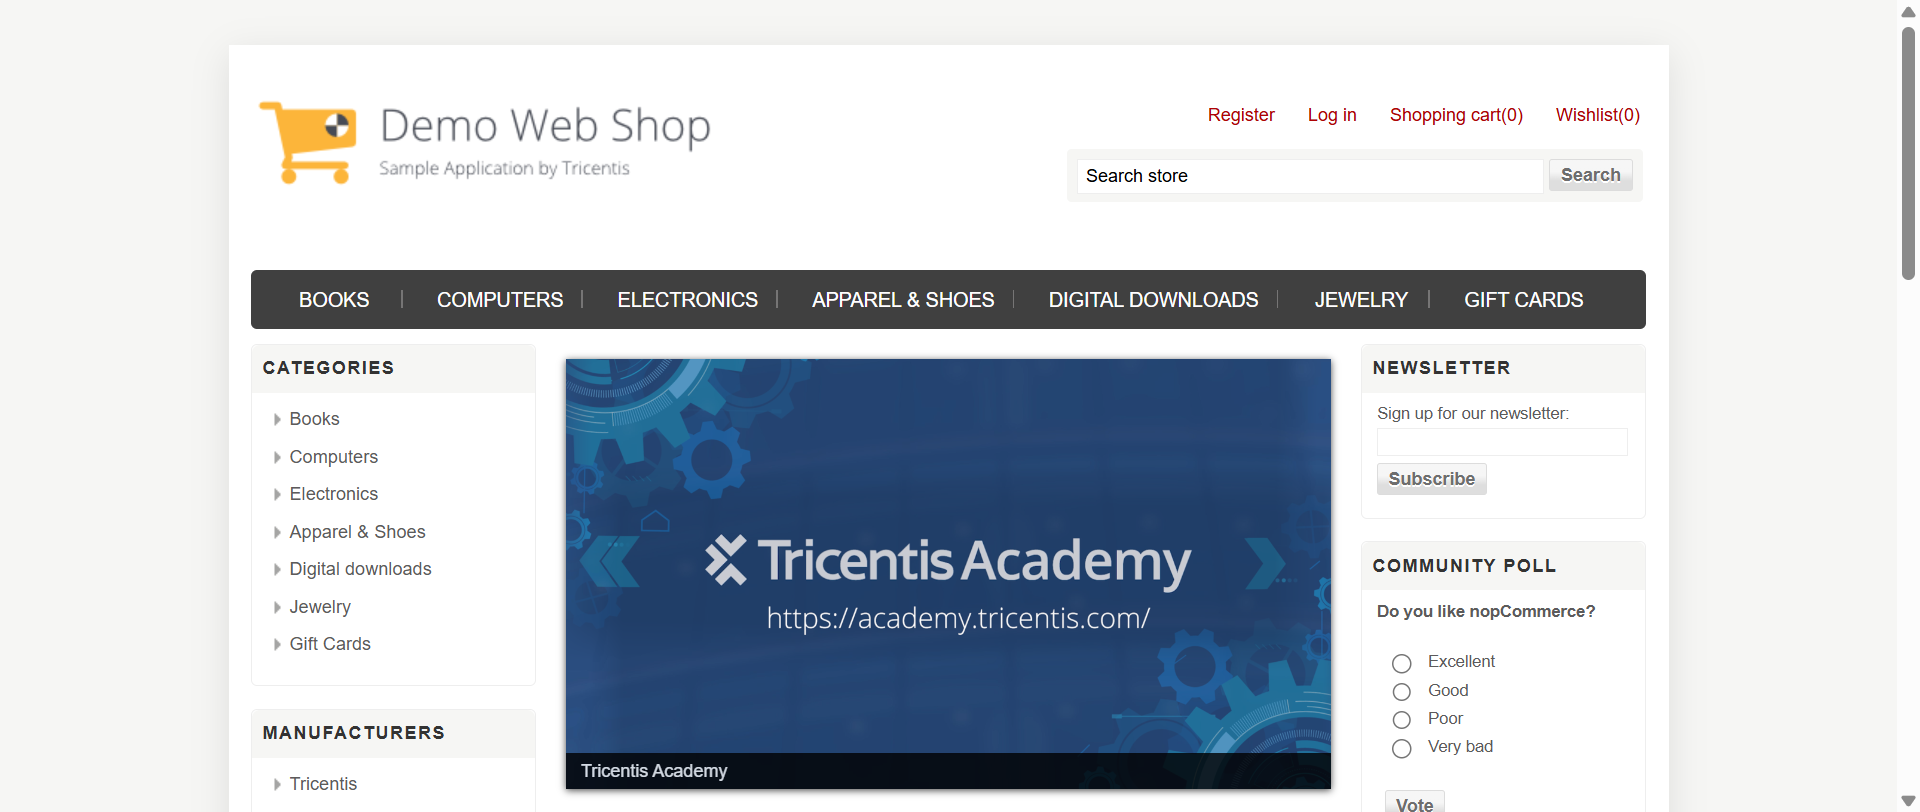 Demo Web Shop
Sample Application by Tricentis
Register Log in Shopping cart(0) Wishlist(0)
Search store Search
BOOKS COMPUTERS ELECTRONICS APPAREL & SHOES DIGITAL DOWNLOADS JEWELRY GIFT CARDS
CATEGORIES
Books
Computers
Electronics
Apparel & Shoes
Digital downloads
Jewelry
Gift Cards
MANUFACTURERS
Tricentis
Tricentis Academy
https://academy.tricentis.com/
Tricentis Academy
NEWSLETTER
Sign up for our newsletter:
Subscribe
COMMUNITY POLL
Do you like nopCommerce?
Excellent
Good
Poor
Very bad
Vote